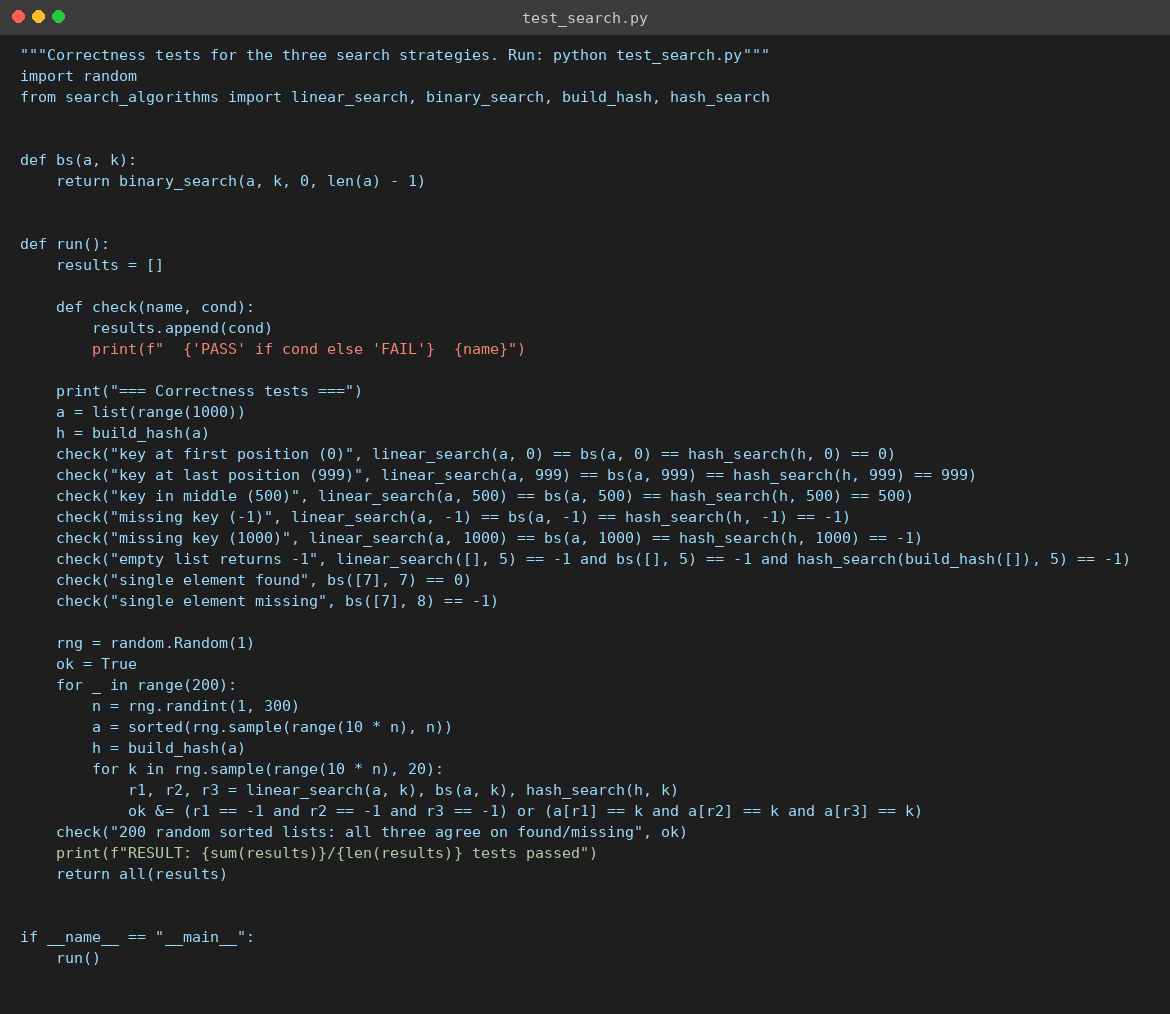 test_search.py
"""Correctness tests for the three search strategies. Run: python test_search.py"""
import random
from search_algorithms import linear_search, binary_search, build_hash, hash_search
def bs(a, k):
    return binary_search(a, k, 0, len(a) - 1)
def run():
    results = []
    def check(name, cond):
        results.append(cond)
        print(f"  {'PASS' if cond else 'FAIL'}  {name}")
    print("=== Correctness tests ===")
    a = list(range(1000))
    h = build_hash(a)
    check("key at first position (0)", linear_search(a, 0) == bs(a, 0) == hash_search(h, 0) == 0)
    check("key at last position (999)", linear_search(a, 999) == bs(a, 999) == hash_search(h, 999) == 999)
    check("key in middle (500)", linear_search(a, 500) == bs(a, 500) == hash_search(h, 500) == 500)
    check("missing key (-1)", linear_search(a, -1) == bs(a, -1) == hash_search(h, -1) == -1)
    check("missing key (1000)", linear_search(a, 1000) == bs(a, 1000) == hash_search(h, 1000) == -1)
    check("empty list returns -1", linear_search([], 5) == -1 and bs([], 5) == -1 and hash_search(build_hash([]), 5) == -1)
    check("single element found", bs([7], 7) == 0)
    check("single element missing", bs([7], 8) == -1)
    rng = random.Random(1)
    ok = True
    for _ in range(200):
        n = rng.randint(1, 300)
        a = sorted(rng.sample(range(10 * n), n))
        h = build_hash(a)
        for k in rng.sample(range(10 * n), 20):
            r1, r2, r3 = linear_search(a, k), bs(a, k), hash_search(h, k)
            ok &= (r1 == -1 and r2 == -1 and r3 == -1) or (a[r1] == k and a[r2] == k and a[r3] == k)
    check("200 random sorted lists: all three agree on found/missing", ok)
    print(f"RESULT: {sum(results)}/{len(results)} tests passed")
    return all(results)
if __name__ == "__main__":
    run()